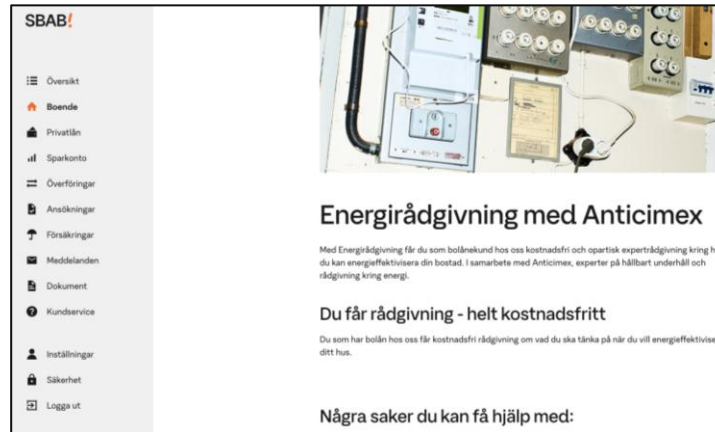 SBAB!
Översikt
Boende
Privatlån
Sparkonto
Överföringar
Ansökningar
Försäkringar
Meddelanden
Dokument
Kundservice
Inställningar
Säkerhet
Logga ut
Energirådgivning med Anticimex
Med Energirådgivning får du som bolånekund hos oss kostnadsfri och opartisk expertrådgivning kring h
du kan energieffektivisera din bostad. I samarbete med Anticimex, experter på hållbart underhåll och
rådgivning kring energi.
Du får rådgivning - helt kostnadsfritt
Du som har bolån hos oss får kostnadsfri rådgivning om vad du ska tänka på när du vill energieffektivise
ditt hus.
Några saker du kan få hjälp med: